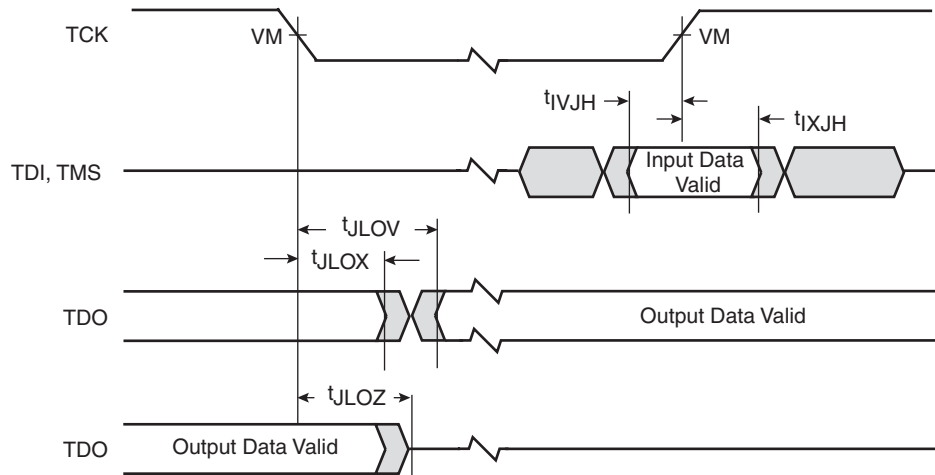 TCK
VM
VM
tIVJH
tIXJH
TDI, TMS
Input Data
Valid
tJLOV
tJLOX
TDO
Output Data Valid
tJLOZ
TDO
Output Data Valid